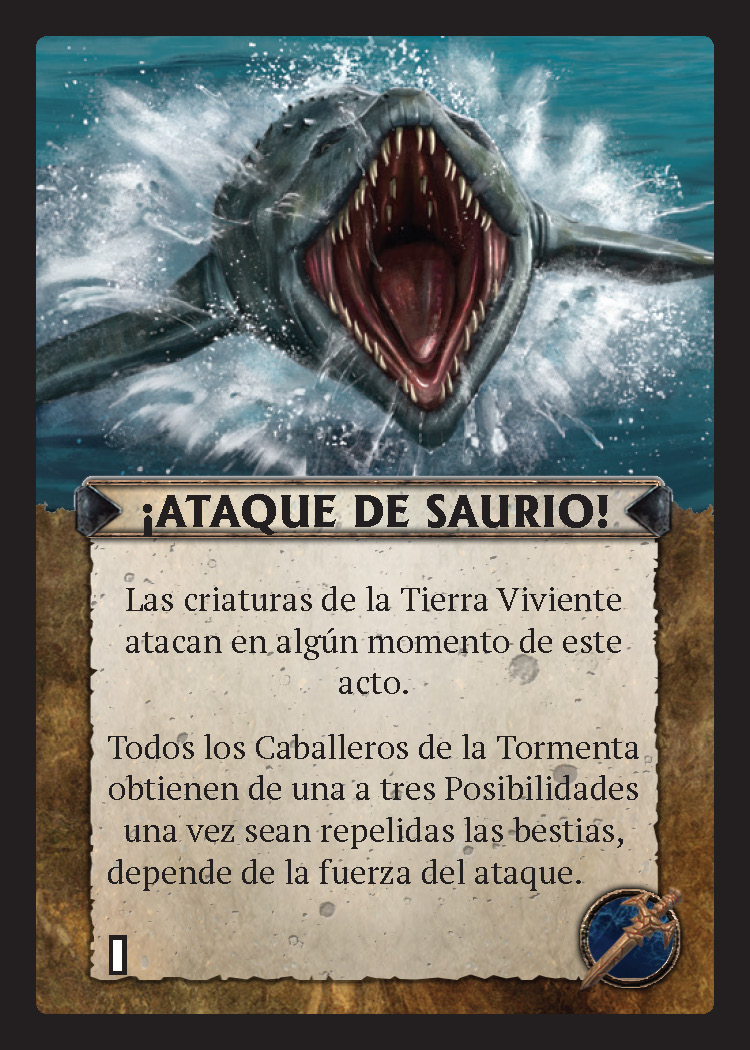 ¡ATAQUE DE SAURIO!
Las criaturas de la Tierra Viviente
atacan en algún momento de este
acto.
Todos los Caballeros de la Tormenta
obtienen de una a tres Posibilidades
una vez sean repelidas las bestias,
depende de la fuerza del ataque.